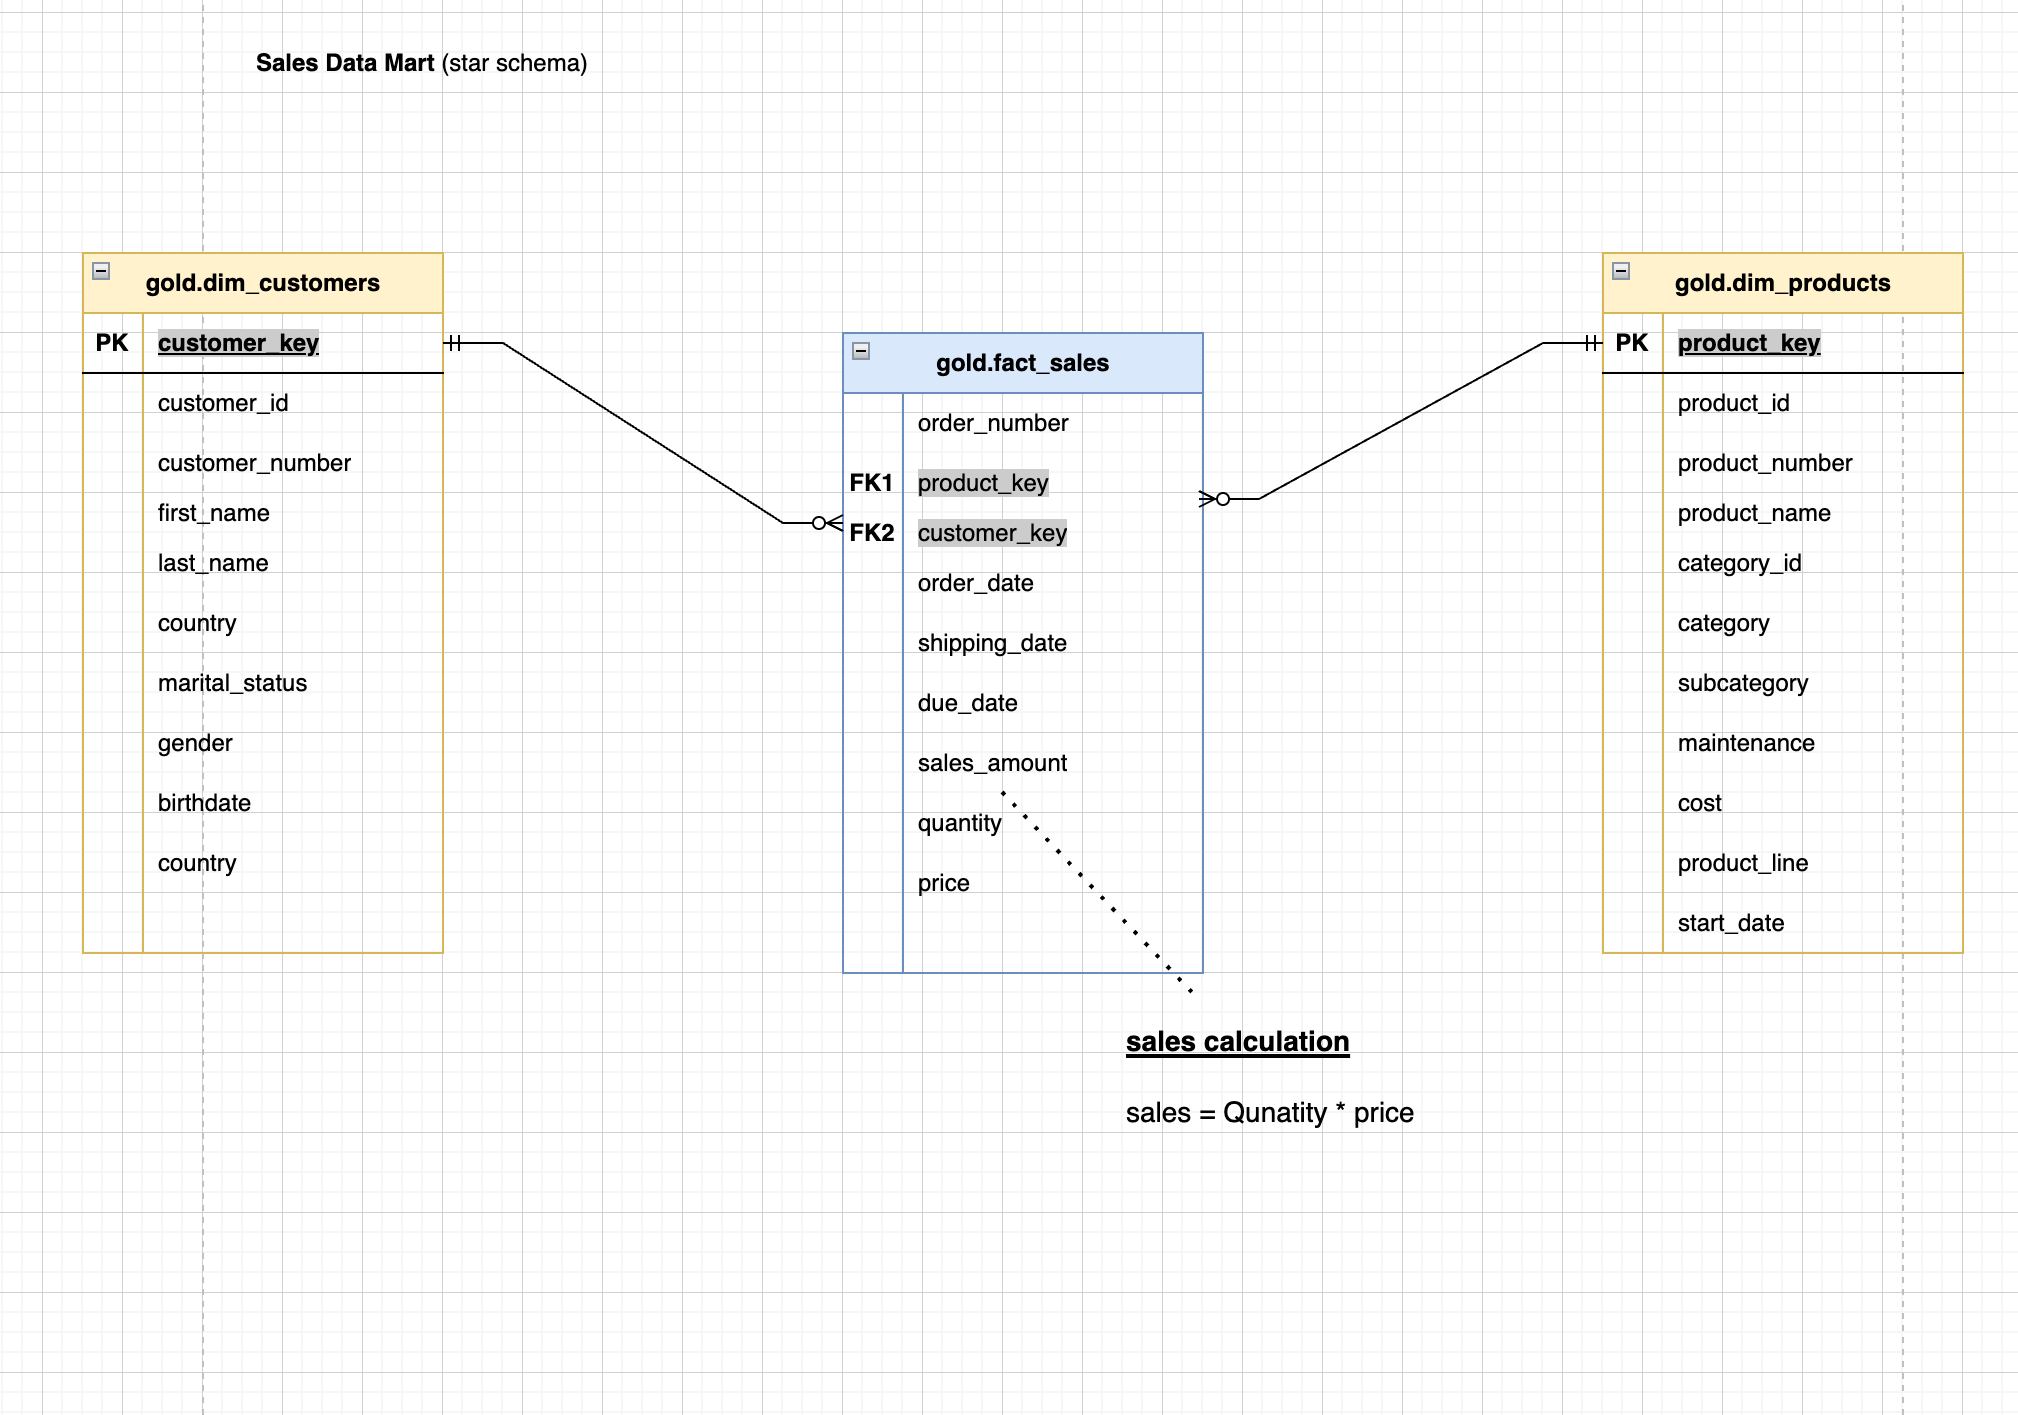 Sales Data Mart (star schema)
gold.dim_customers
PK customer_key
customer_id
customer_number
first_name
last_name
country
marital_status
gender
birthdate
country
gold.fact_sales
order_number
FK1 product_key
FK2 customer_key
order_date
shipping_date
due_date
sales_amount
quantity
price
gold.dim_products
PK product_key
product_id
product_number
product_name
category_id
category
subcategory
maintenance
cost
product_line
start_date
sales calculation
sales = Qunatity * price